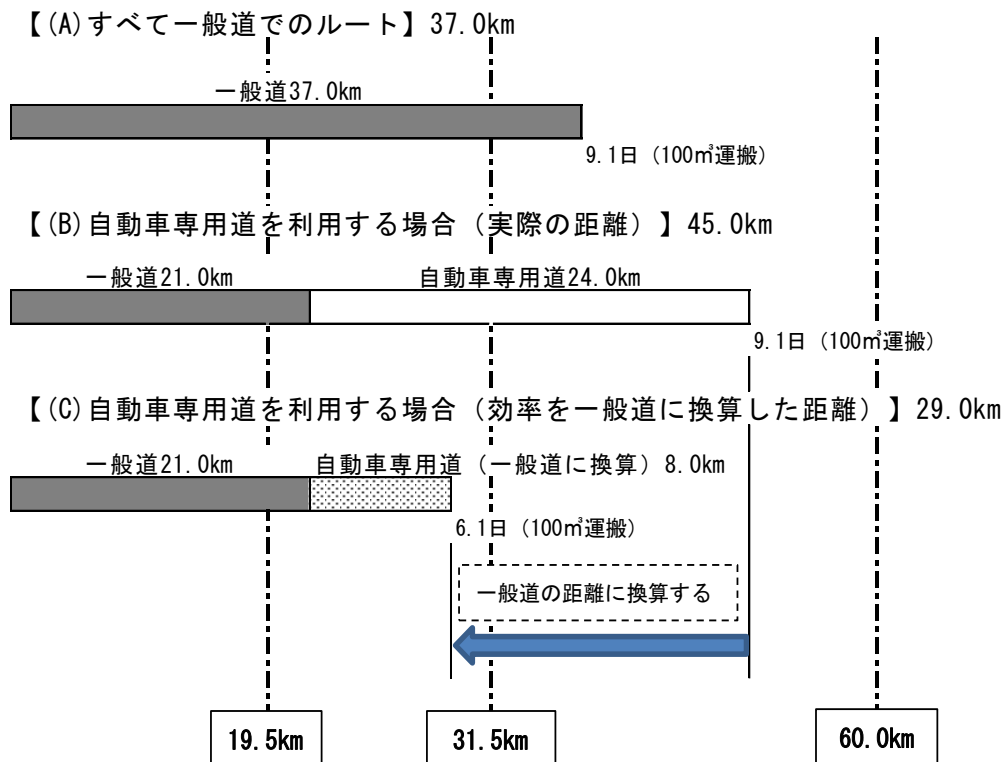 【(A)すべて一般道でのルート】37.0km
一般道37.0km
9.1日（100㎥運搬）
【(B)自動車専用道を利用する場合（実際の距離）】45.0km
一般道21.0km
自動車専用道24.0km
9.1日（100㎥運搬）
【(C)自動車専用道を利用する場合（効率を一般道に換算した距離）】29.0km
一般道21.0km
自動車専用道（一般道に換算）8.0km
6.1日（100㎥運搬）
一般道の距離に換算する
19.5km
31.5km
60.0km